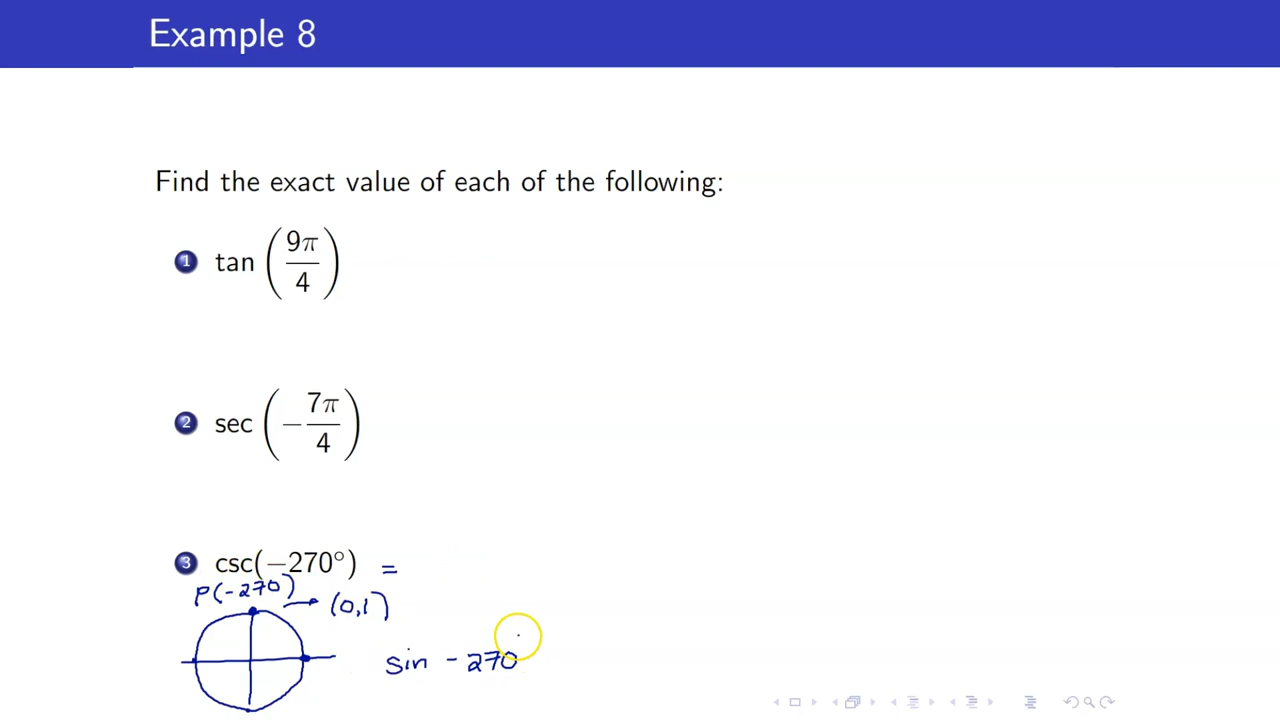 Example 8
Find the exact value of each of the following:
1 tan(9π/4)
2 sec(−7π/4)
3 csc(−270°) =
P(-270) → (0,1)
sin -270